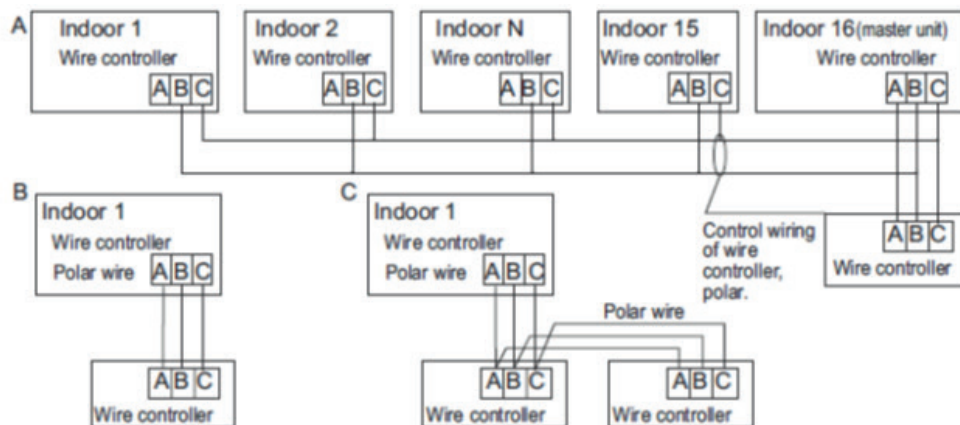 A
Indoor 1
Wire controller
A B C
Indoor 2
Wire controller
A B C
Indoor N
Wire controller
A B C
Indoor 15
Wire controller
A B C
Indoor 16(master unit)
Wire controller
A B C
B
Indoor 1
Wire controller
Polar wire A B C
A B C
Wire controller
C
Indoor 1
Wire controller
Polar wire A B C
Polar wire
A B C
Wire controller
A B C
Wire controller
Control wiring
of wire
controller,
polar.
A B C
Wire controller